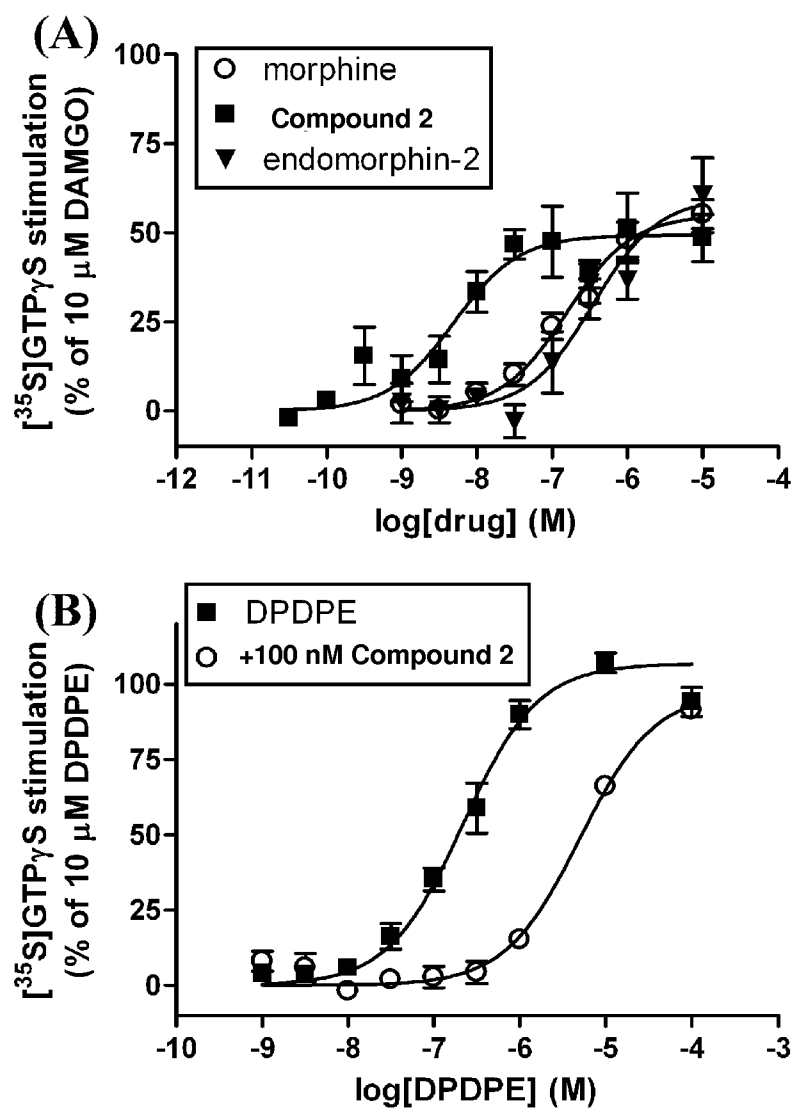 (A)
morphine
Compound 2
endomorphin-2
[³⁵S]GTPγS stimulation
(% of 10 μM DAMGO)
100
75
50
25
0
-12 -11 -10 -9 -8 -7 -6 -5 -4
log[drug] (M)
(B)
DPDPE
+100 nM Compound 2
[³⁵S]GTPγS stimulation
(% of 10 μM DPDPE)
100
75
50
25
0
-10 -9 -8 -7 -6 -5 -4 -3
log[DPDPE] (M)